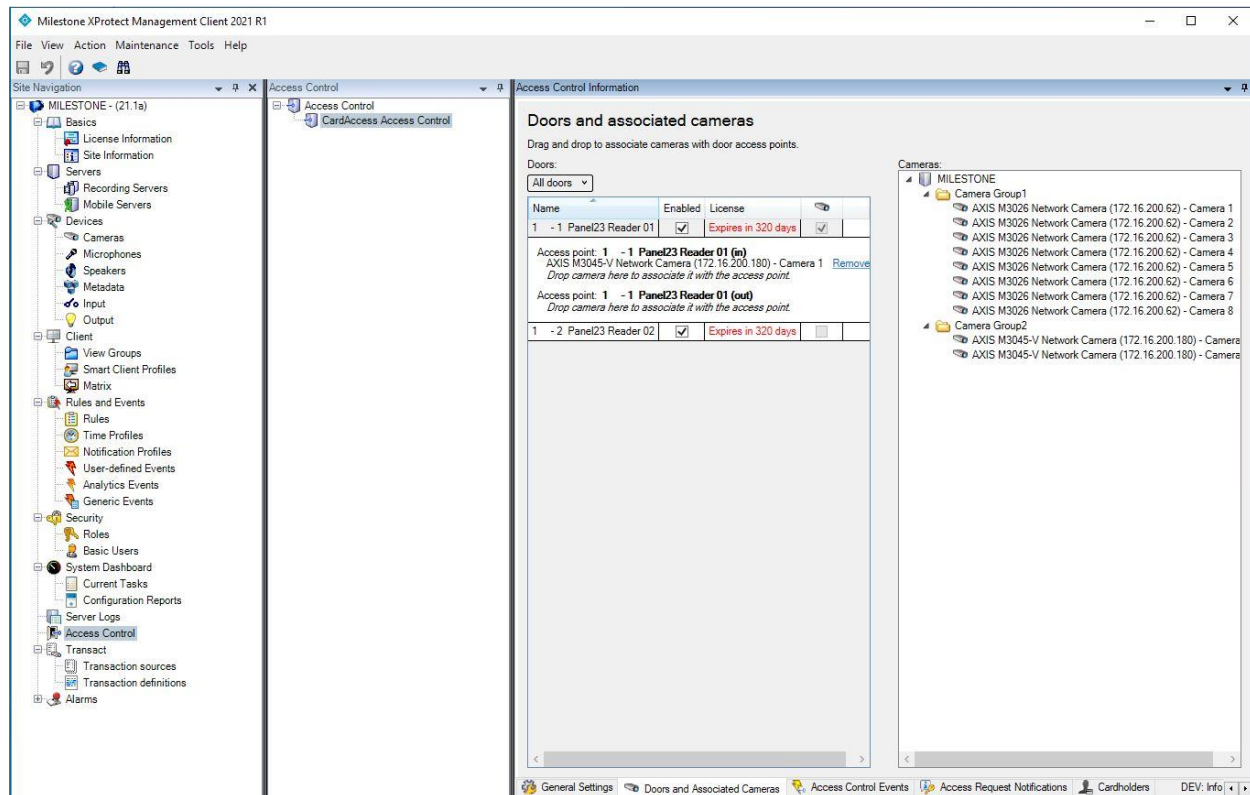 Milestone XProtect Management Client 2021 R1
File View Action Maintenance Tools Help
Site Navigation
MILESTONE - (21.1a)
Basics
License Information
Site Information
Servers
Recording Servers
Mobile Servers
Devices
Cameras
Microphones
Speakers
Metadata
Input
Output
Client
View Groups
Smart Client Profiles
Matrix
Rules and Events
Rules
Time Profiles
Notification Profiles
User-defined Events
Analytics Events
Generic Events
Security
Roles
Basic Users
System Dashboard
Current Tasks
Configuration Reports
Server Logs
Access Control
Transact
Transaction sources
Transaction definitions
Alarms
Access Control
Access Control
CardAccess Access Control
Access Control Information
Doors and associated cameras
Drag and drop to associate cameras with door access points.
Doors:
All doors
Name Enabled License
1 - 1 Panel23 Reader 01 Expires in 320 days
Access point: 1 - 1 Panel23 Reader 01 (in)
AXIS M3045-V Network Camera (172.16.200.180) - Camera 1 Remove
Drop camera here to associate it with the access point.
Access point: 1 - 1 Panel23 Reader 01 (out)
Drop camera here to associate it with the access point.
1 - 2 Panel23 Reader 02 Expires in 320 days
Cameras:
MILESTONE
Camera Group1
AXIS M3026 Network Camera (172.16.200.62) - Camera 1
AXIS M3026 Network Camera (172.16.200.62) - Camera 2
AXIS M3026 Network Camera (172.16.200.62) - Camera 3
AXIS M3026 Network Camera (172.16.200.62) - Camera 4
AXIS M3026 Network Camera (172.16.200.62) - Camera 5
AXIS M3026 Network Camera (172.16.200.62) - Camera 6
AXIS M3026 Network Camera (172.16.200.62) - Camera 7
AXIS M3026 Network Camera (172.16.200.62) - Camera 8
Camera Group2
AXIS M3045-V Network Camera (172.16.200.180) - Camera
AXIS M3045-V Network Camera (172.16.200.180) - Camera
General Settings Doors and Associated Cameras Access Control Events Access Request Notifications Cardholders DEV: Info